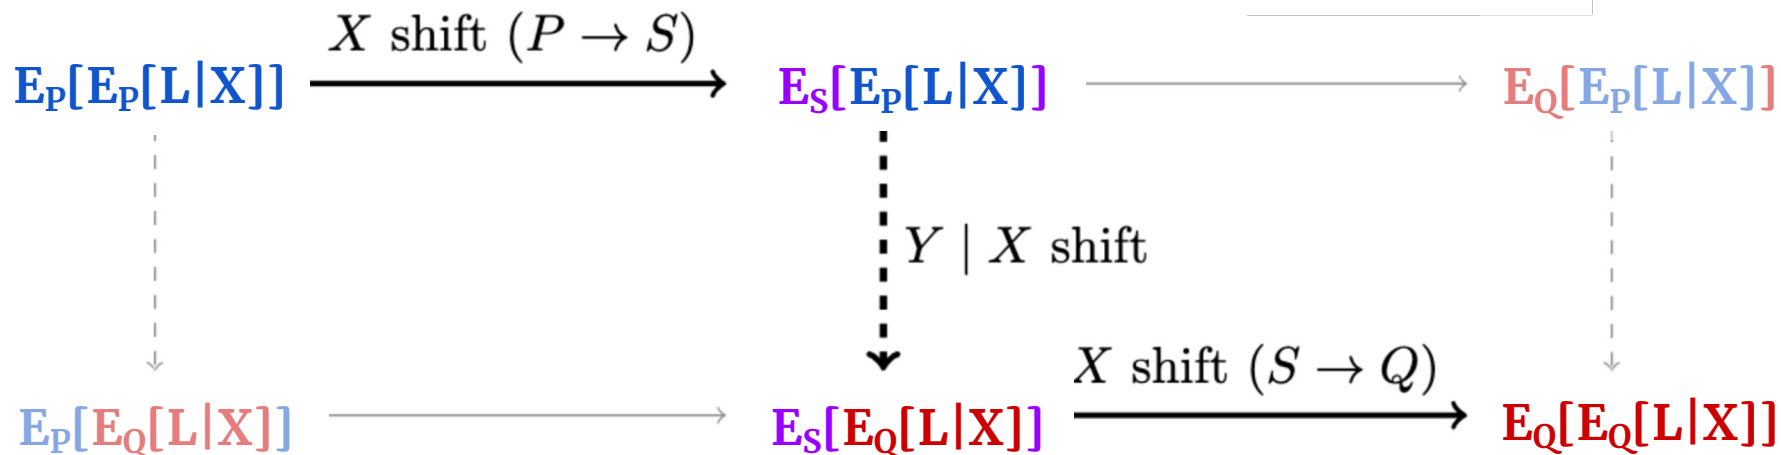 X shift (P → S)
E_P[E_P[L|X]]
E_S[E_P[L|X]]
E_Q[E_P[L|X]]
Y | X shift
X shift (S → Q)
E_P[E_Q[L|X]]
E_S[E_Q[L|X]]
E_Q[E_Q[L|X]]